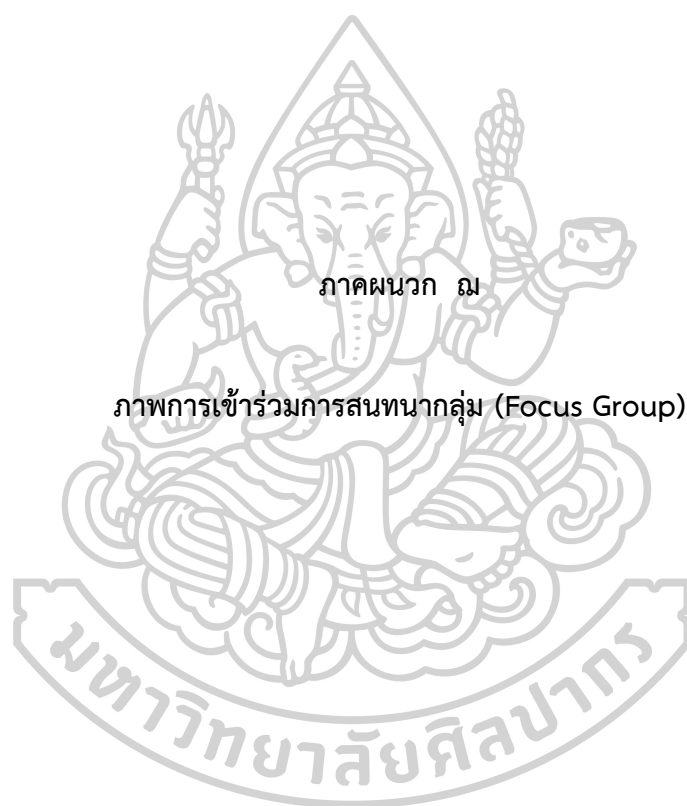 ภาคผนวก ฌ
ภาพการเข้าร่วมการสนทนากลุ่ม (Focus Group)
มหาวิทยาลัยศิลปากร